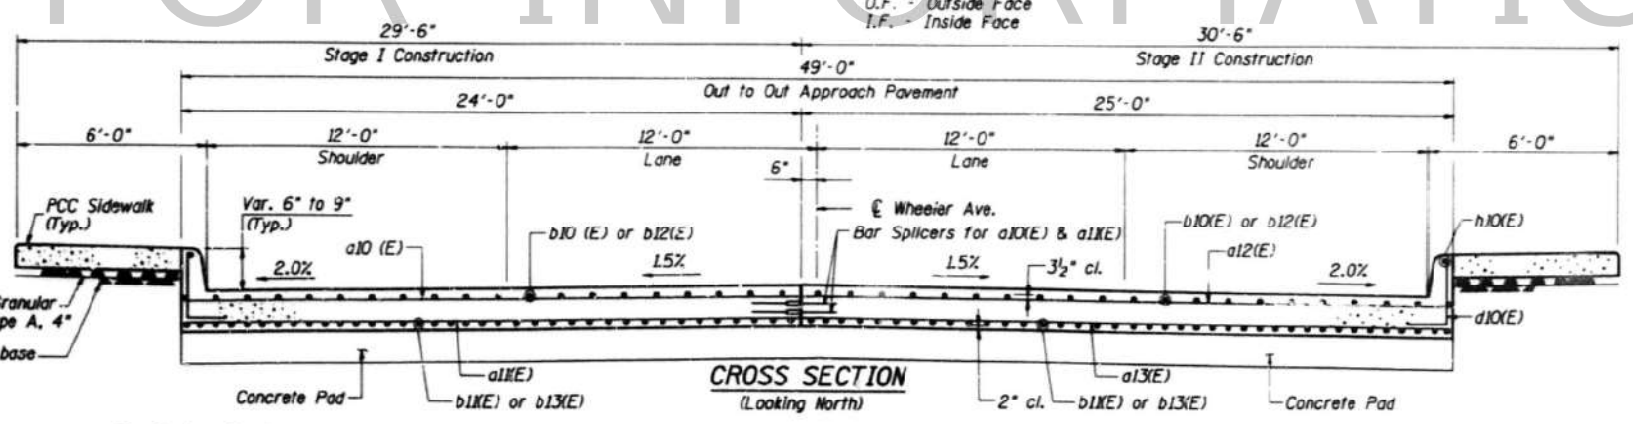 FOR INFORMATIO
O.F. - Outside Face
I.F. - Inside Face
29'-6"
30'-6"
Stage I Construction
Stage II Construction
49'-0"
Out to Out Approach Pavement
24'-0"
25'-0"
6'-0"
12'-0"
12'-0"
12'-0"
12'-0"
6'-0"
Shoulder
Lane
Lane
Shoulder
6"
PCC Sidewalk
(Typ.)
Var. 6" to 9"
(Typ.)
a10 (E)
b10 (E) or b12(E)
℄ Wheeler Ave.
Bar Splicers for a10(E) & a11(E)
b10(E) or b12(E)
a12(E)
h10(E)
2.0%
1.5%
1.5%
3½" cl.
2.0%
Granular
pe A, 4"
base
d10(E)
Concrete Pad
a11(E)
b11(E) or b13(E)
CROSS SECTION
(Looking North)
2" cl.
b11(E) or b13(E)
a13(E)
Concrete Pad